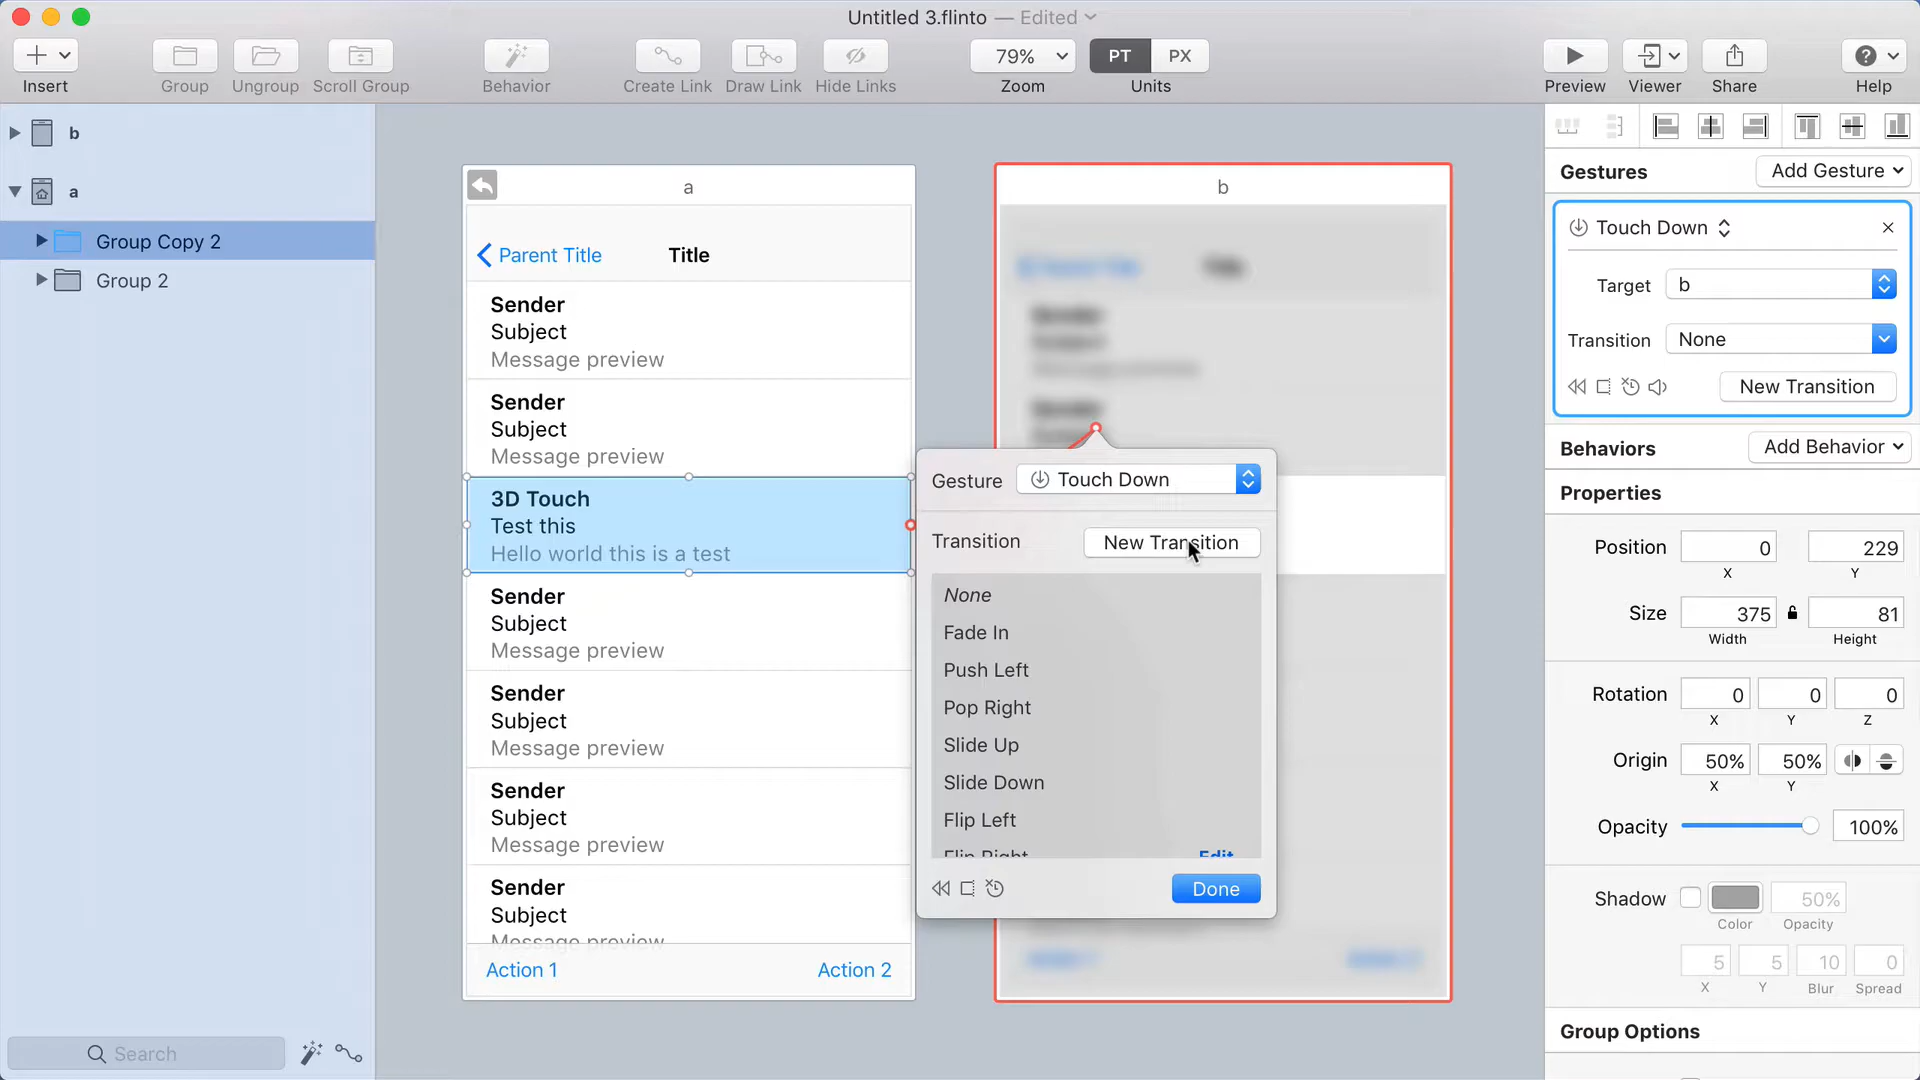 Untitled 3.flinto — Edited
Insert
Group
Ungroup
Scroll Group
Behavior
Create Link
Draw Link
Hide Links
79%
Zoom
PT
PX
Units
Preview
Viewer
Share
Help
b
a
Group Copy 2
Group 2
Search
a
Parent Title
Title
Sender
Subject
Message preview
Sender
Subject
Message preview
3D Touch
Test this
Hello world this is a test
Sender
Subject
Message preview
Sender
Subject
Message preview
Sender
Subject
Message preview
Sender
Subject
Message preview
Action 1
Action 2
b
Gesture
Touch Down
Transition
New Transition
None
Fade In
Push Left
Pop Right
Slide Up
Slide Down
Flip Left
Flip Right
Edit
Done
Gestures
Add Gesture
Touch Down
Target
b
Transition
None
New Transition
Behaviors
Add Behavior
Properties
Position
0
229
X
Y
Size
375
81
Width
Height
Rotation
0
0
0
X
Y
Z
Origin
50%
50%
X
Y
Opacity
100%
Shadow
50%
Color
Opacity
5
5
10
0
X
Y
Blur
Spread
Group Options